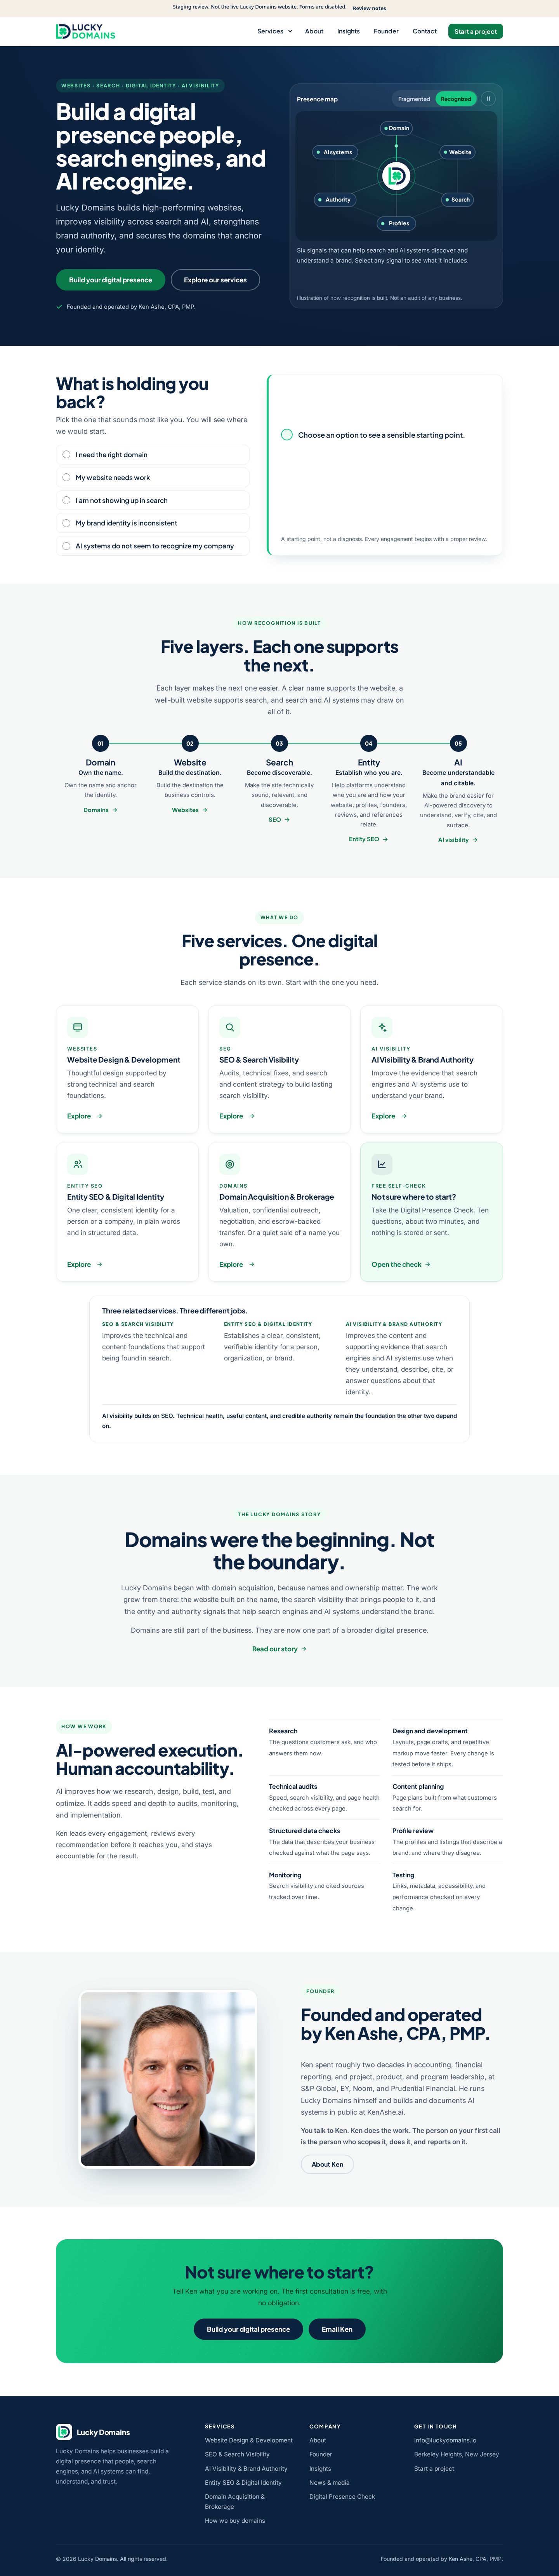 Staging review. Not the live Lucky Domains website. Forms are disabled. Review notes
LUCKY DOMAINS
Services About Insights Founder Contact Start a project
WEBSITES · SEARCH · DIGITAL IDENTITY · AI VISIBILITY
Build a digital
presence people,
search engines, and
AI recognize.
Lucky Domains builds high-performing websites,
improves visibility across search and AI, strengthens
brand authority, and secures the domains that anchor
your identity.
Build your digital presence
Explore our services
Founded and operated by Ken Ashe, CPA, PMP.
Presence map
Fragmented
Recognized
Domain
AI systems
Website
Authority
Search
Profiles
Six signals that can help search and AI systems discover and
understand a brand. Select any signal to see what it includes.
Illustration of how recognition is built. Not an audit of any business.
What is holding you
back?
Pick the one that sounds most like you. You will see where
we would start.
I need the right domain
My website needs work
I am not showing up in search
My brand identity is inconsistent
AI systems do not seem to recognize my company
Choose an option to see a sensible starting point.
A starting point, not a diagnosis. Every engagement begins with a proper review.
HOW RECOGNITION IS BUILT
Five layers. Each one supports
the next.
Each layer makes the next one easier. A clear name supports the website, a
well-built website supports search, and search and AI systems may draw on
all of it.
01
Domain
Own the name.
Own the name and anchor
the identity.
Domains
02
Website
Build the destination.
Build the destination the
business controls.
Websites
03
Search
Become discoverable.
Make the site technically
sound, relevant, and
discoverable.
SEO
04
Entity
Establish who you are.
Help platforms understand
who you are and how your
website, profiles, founders,
reviews, and references
relate.
Entity SEO
05
AI
Become understandable
and citable.
Make the brand easier for
AI-powered discovery to
understand, verify, cite, and
surface.
AI visibility
WHAT WE DO
Five services. One digital
presence.
Each service stands on its own. Start with the one you need.
WEBSITES
Website Design & Development
Thoughtful design supported by
strong technical and search
foundations.
Explore
SEO
SEO & Search Visibility
Audits, technical fixes, and search
and content strategy to build lasting
search visibility.
Explore
AI VISIBILITY
AI Visibility & Brand Authority
Improve the evidence that search
engines and AI systems use to
understand your brand.
Explore
ENTITY SEO
Entity SEO & Digital Identity
One clear, consistent identity for a
person or a company, in plain words
and in structured data.
Explore
DOMAINS
Domain Acquisition & Brokerage
Valuation, confidential outreach,
negotiation, and escrow-backed
transfer. Or a quiet sale of a name you
own.
Explore
FREE SELF-CHECK
Not sure where to start?
Take the Digital Presence Check. Ten
questions, about two minutes, and
nothing is stored or sent.
Open the check
Three related services. Three different jobs.
SEO & SEARCH VISIBILITY
Improves the technical and
content foundations that support
being found in search.
ENTITY SEO & DIGITAL IDENTITY
Establishes a clear, consistent,
verifiable identity for a person,
organization, or brand.
AI VISIBILITY & BRAND AUTHORITY
Improves the content and
supporting evidence that search
engines and AI systems use when
they understand, describe, cite, or
answer questions about that
identity.
AI visibility builds on SEO. Technical health, useful content, and credible authority remain the foundation the other two depend
on.
THE LUCKY DOMAINS STORY
Domains were the beginning. Not
the boundary.
Lucky Domains began with domain acquisition, because names and ownership matter. The work
grew from there: the website built on the name, the search visibility that brings people to it, and
the entity and authority signals that help search engines and AI systems understand the brand.
Domains are still part of the business. They are now one part of a broader digital presence.
Read our story
HOW WE WORK
AI-powered execution.
Human accountability.
AI improves how we research, design, build, test, and
optimize. It adds speed and depth to audits, monitoring,
and implementation.
Ken leads every engagement, reviews every
recommendation before it reaches you, and stays
accountable for the result.
Research
The questions customers ask, and who
answers them now.
Design and development
Layouts, page drafts, and repetitive
markup move faster. Every change is
tested before it ships.
Technical audits
Speed, search visibility, and page health
checked across every page.
Content planning
Page plans built from what customers
search for.
Structured data checks
The data that describes your business
checked against what the page says.
Profile review
The profiles and listings that describe a
brand, and where they disagree.
Monitoring
Search visibility and cited sources
tracked over time.
Testing
Links, metadata, accessibility, and
performance checked on every
change.
FOUNDER
Founded and operated
by Ken Ashe, CPA, PMP.
Ken spent roughly two decades in accounting, financial
reporting, and project, product, and program leadership, at
S&P Global, EY, Noom, and Prudential Financial. He runs
Lucky Domains himself and builds and documents AI
systems in public at KenAshe.ai.
You talk to Ken. Ken does the work. The person on your first call
is the person who scopes it, does it, and reports on it.
About Ken
Not sure where to start?
Tell Ken what you are working on. The first consultation is free, with
no obligation.
Build your digital presence
Email Ken
Lucky Domains
Lucky Domains helps businesses build a
digital presence that people, search
engines, and AI systems can find,
understand, and trust.
SERVICES
Website Design & Development
SEO & Search Visibility
AI Visibility & Brand Authority
Entity SEO & Digital Identity
Domain Acquisition &
Brokerage
How we buy domains
COMPANY
About
Founder
Insights
News & media
Digital Presence Check
GET IN TOUCH
info@luckydomains.io
Berkeley Heights, New Jersey
Start a project
© 2026 Lucky Domains. All rights reserved.
Founded and operated by Ken Ashe, CPA, PMP.